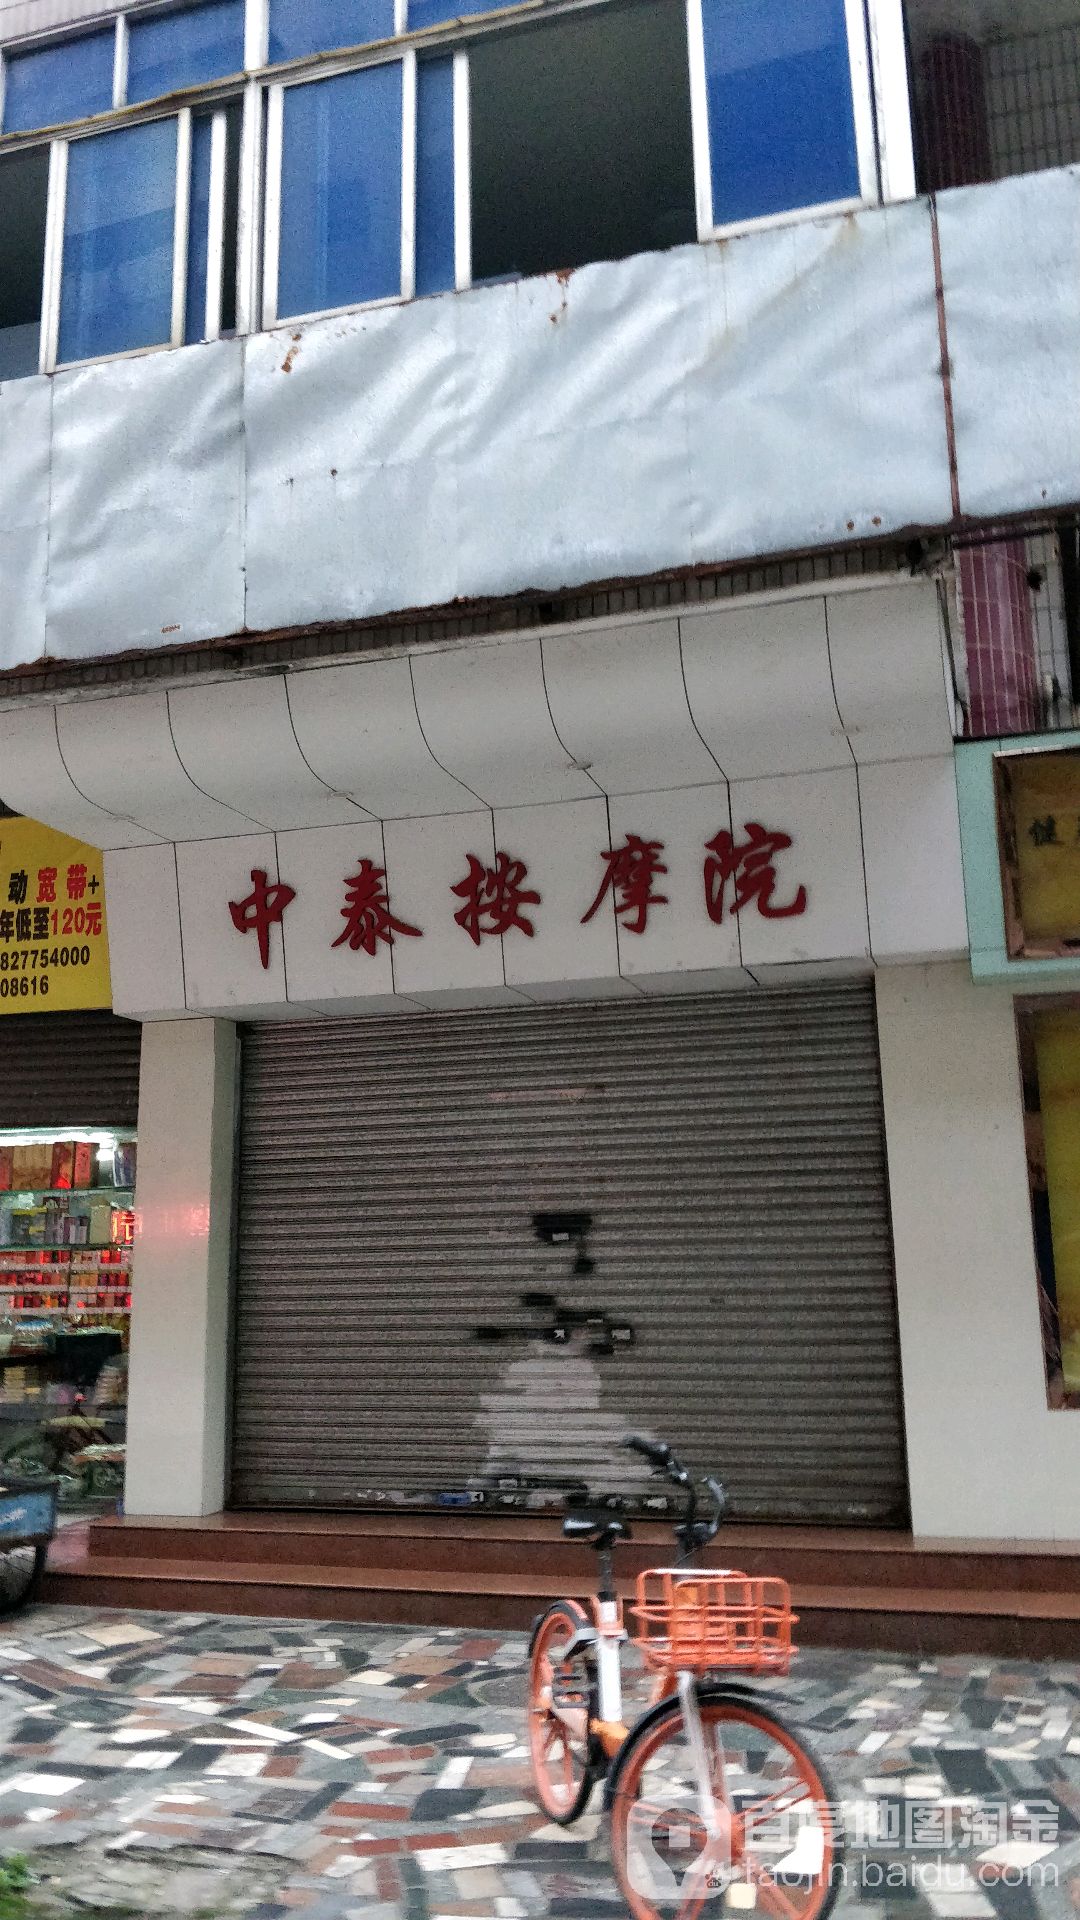 中泰按摩院
动宽带+
年低至120元
827754000
08616
健
百度地图淘金
taojin.baidu.com